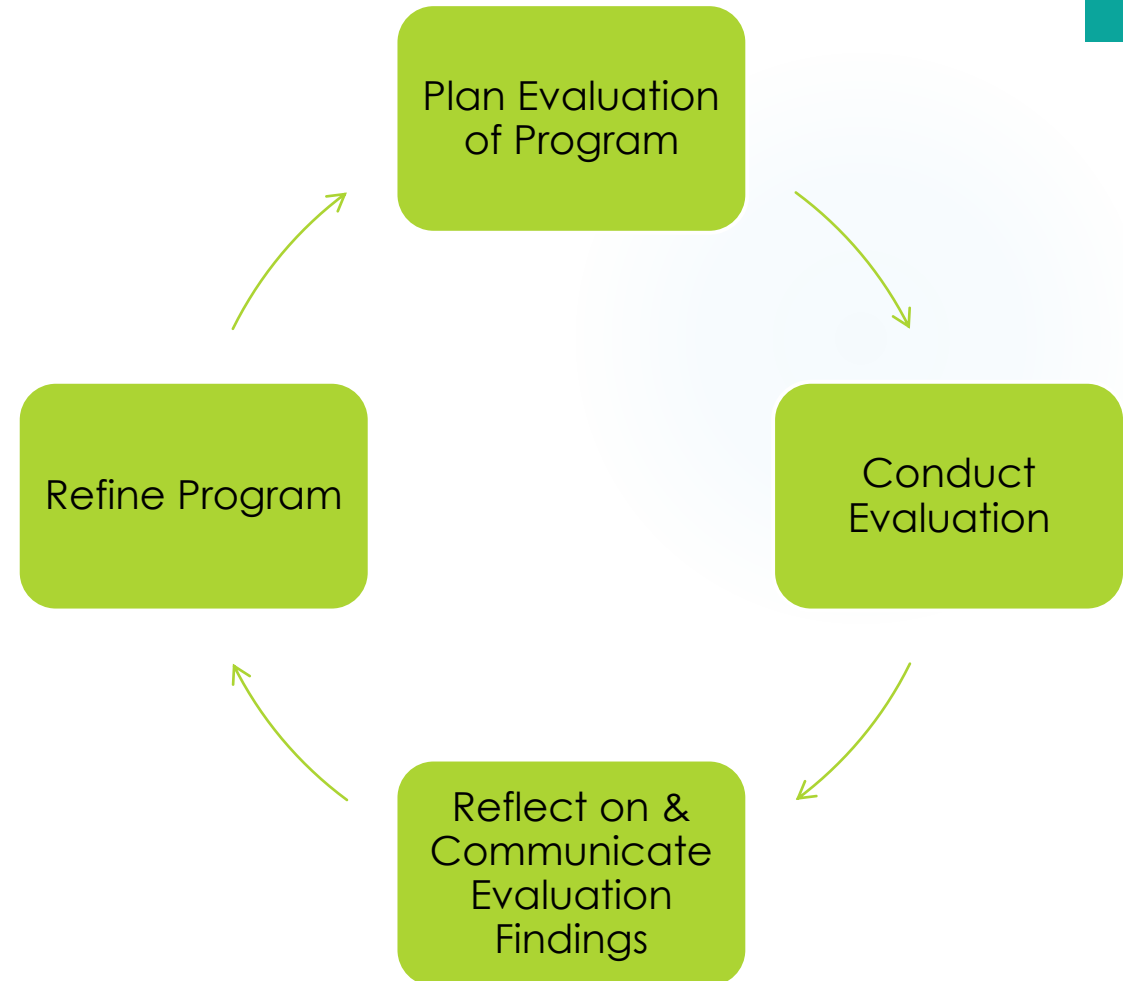 Plan Evaluation
of Program
Conduct
Evaluation
Reflect on &
Communicate
Evaluation
Findings
Refine Program